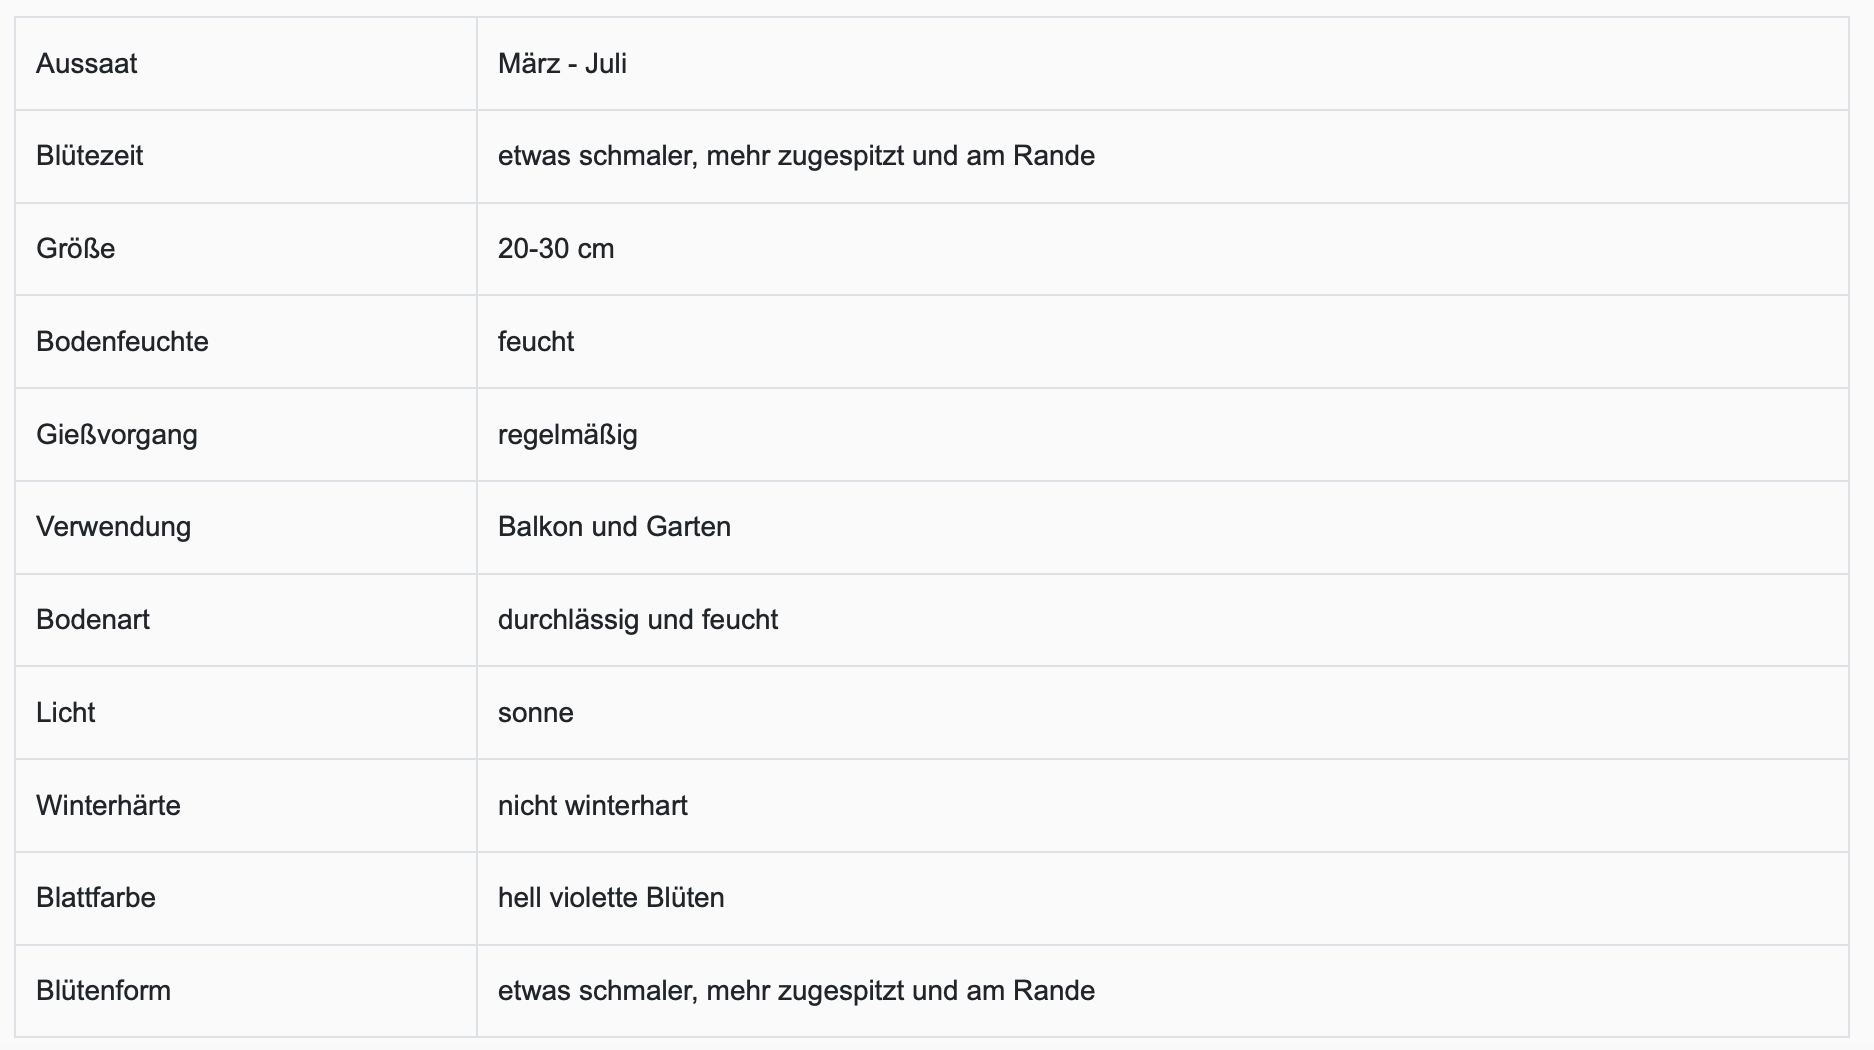 Aussaat März - Juli
Blütezeit etwas schmaler, mehr zugespitzt und am Rande
Größe 20-30 cm
Bodenfeuchte feucht
Gießvorgang regelmäßig
Verwendung Balkon und Garten
Bodenart durchlässig und feucht
Licht sonne
Winterhärte nicht winterhart
Blattfarbe hell violette Blüten
Blütenform etwas schmaler, mehr zugespitzt und am Rande